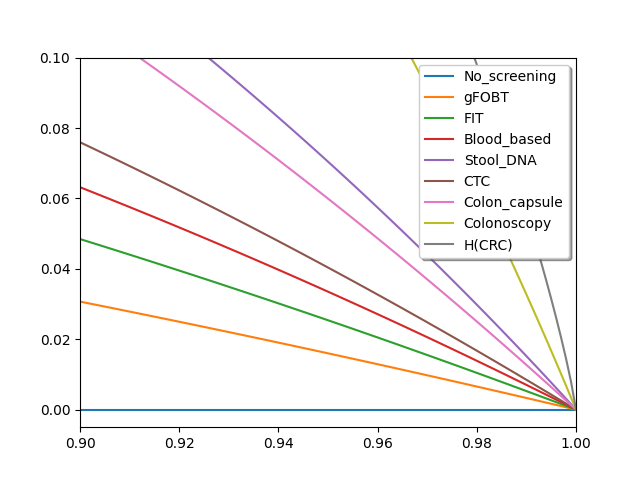 0.10
0.08
0.06
0.04
0.02
0.00
0.90 0.92 0.94 0.96 0.98 1.00
No_screening
gFOBT
FIT
Blood_based
Stool_DNA
CTC
Colon_capsule
Colonoscopy
H(CRC)